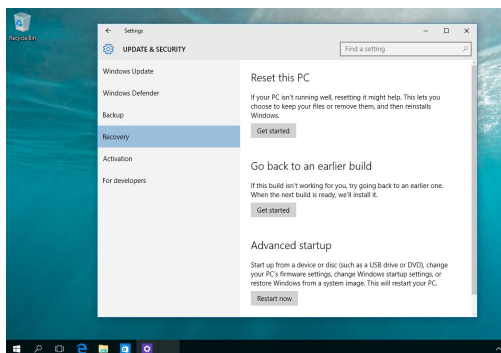 Recycle Bin
Settings
UPDATE & SECURITY
Find a setting
Windows Update
Windows Defender
Backup
Recovery
Activation
For developers
Reset this PC
If your PC isn't running well, resetting it might help. This lets you
choose to keep your files or remove them, and then reinstalls
Windows.
Get started
Go back to an earlier build
If this build isn't working for you, try going back to an earlier one.
When the next build is ready, we'll install it.
Get started
Advanced startup
Start up from a device or disc (such as a USB drive or DVD), change
your PC's firmware settings, change Windows startup settings, or
restore Windows from a system image. This will restart your PC.
Restart now